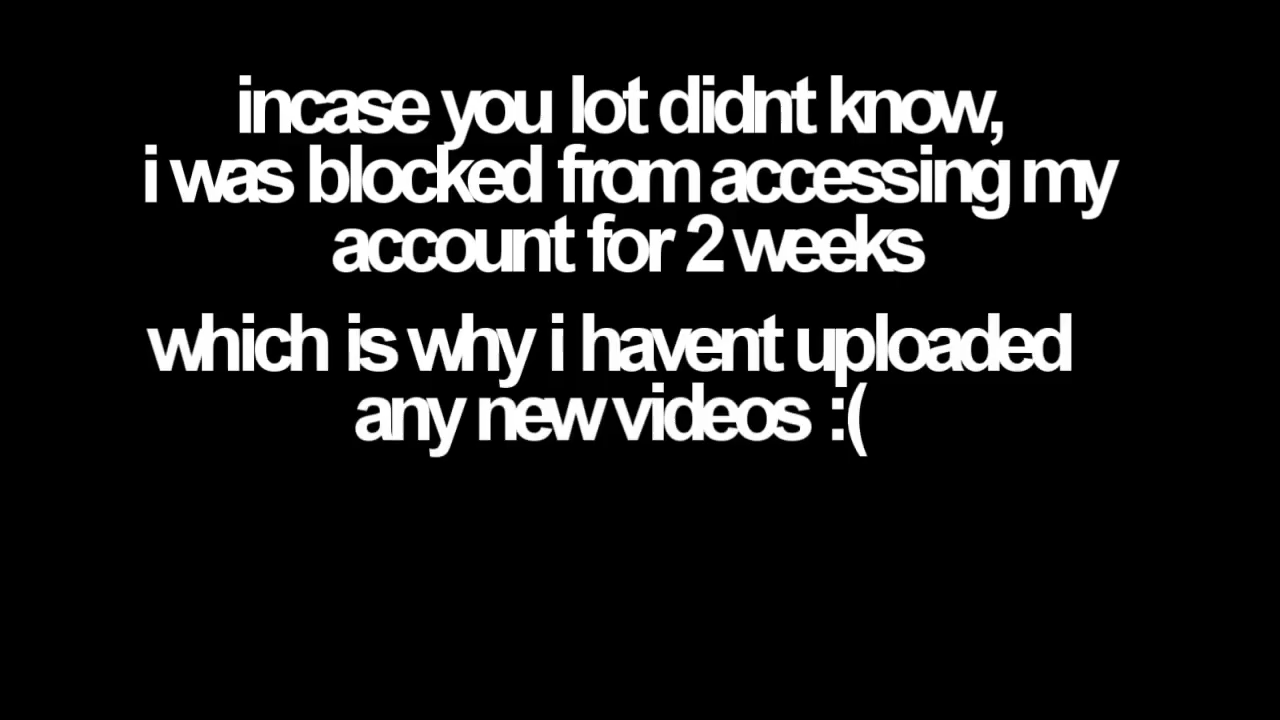 incase you lot didnt know,
i was blocked from accessing my
account for 2 weeks
which is why i havent uploaded
any new videos :(